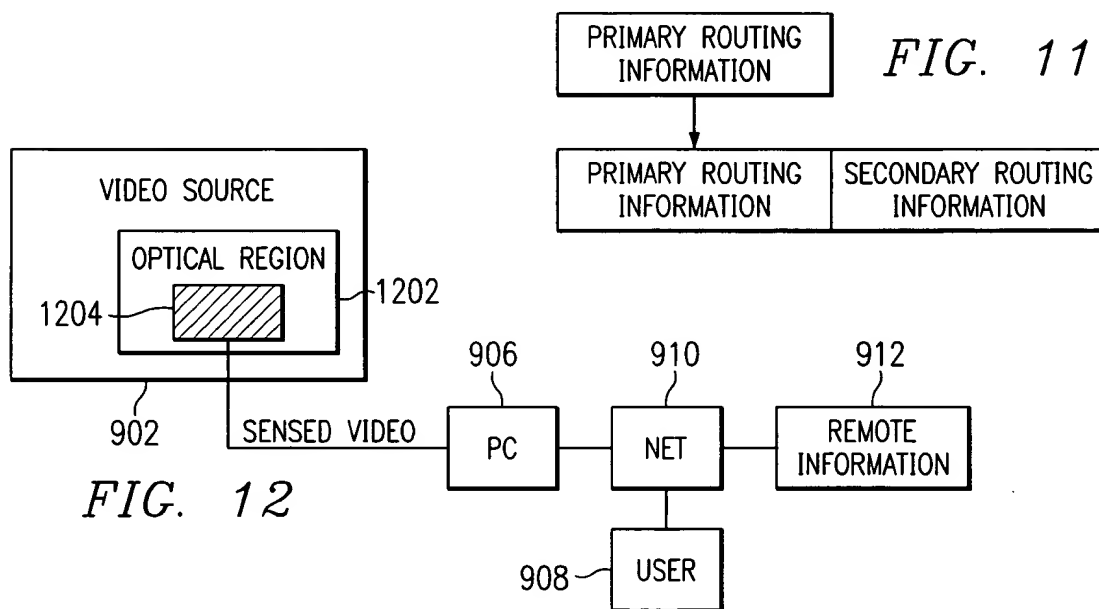 PRIMARY ROUTING
INFORMATION
FIG. 11
PRIMARY ROUTING
INFORMATION
SECONDARY ROUTING
INFORMATION
VIDEO SOURCE
OPTICAL REGION
1204
1202
902
SENSED VIDEO
906
PC
910
NET
912
REMOTE
INFORMATION
908
USER
FIG. 12